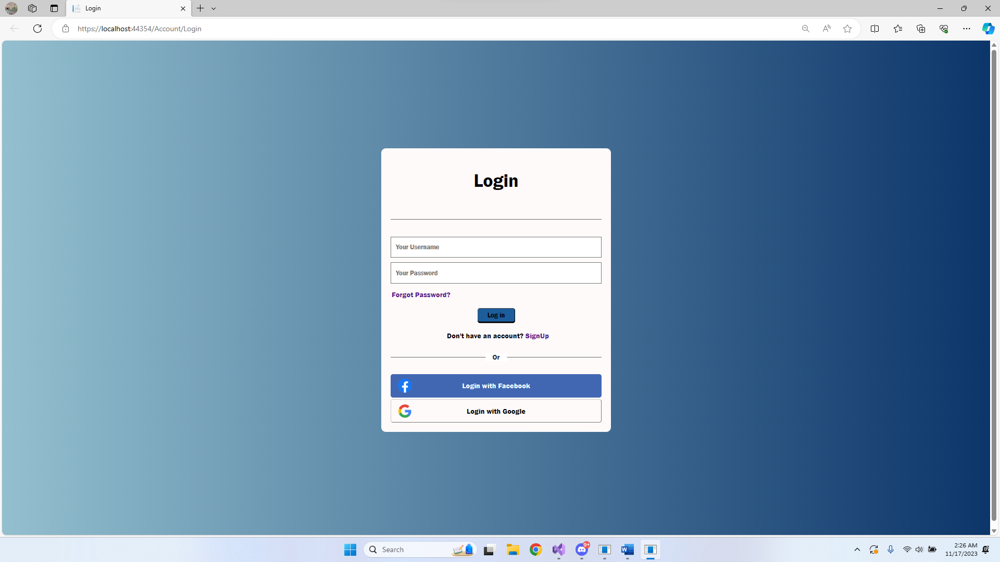 Login
https://localhost:44354/Account/Login
Login
Your Username
Your Password
Forgot Password?
Log in
Don't have an account? SignUp
Or
Login with Facebook
Login with Google
Search
9+
2:26 AM
11/17/2023